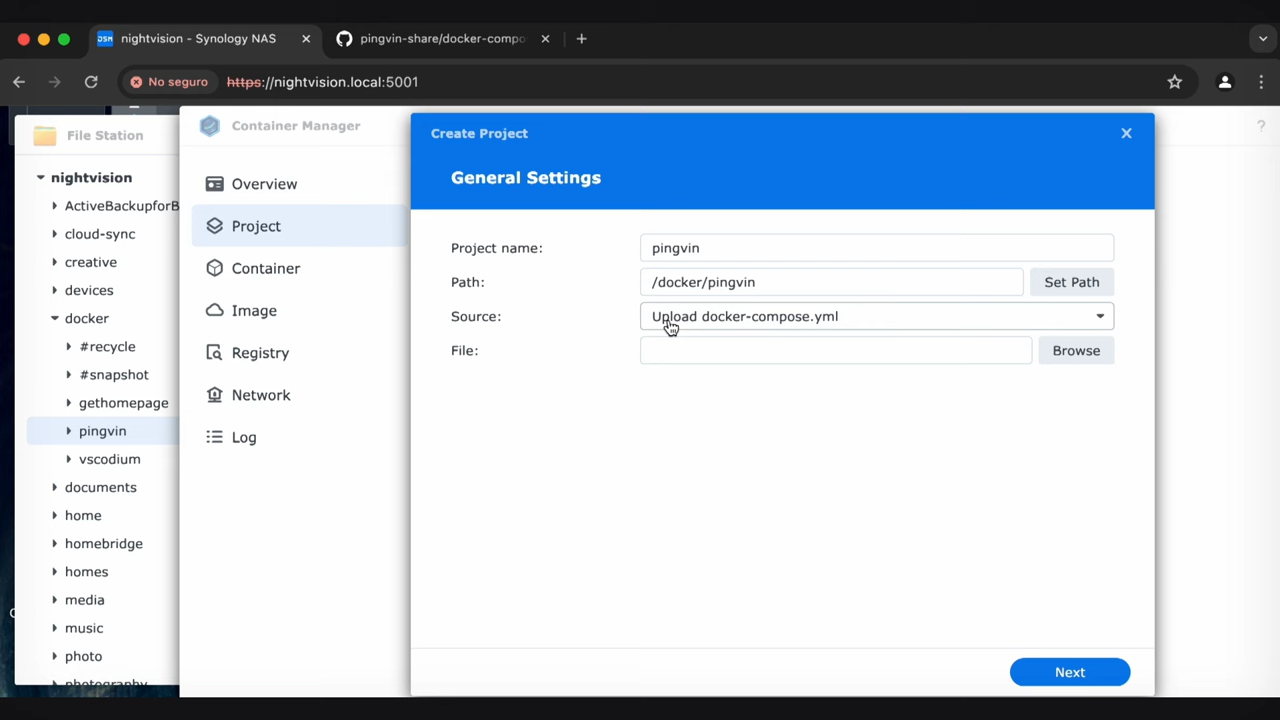 nightvision - Synology NAS
pingvin-share/docker-compo
No seguro
https://nightvision.local:5001
File Station
nightvision
ActiveBackupforB
cloud-sync
creative
devices
docker
#recycle
#snapshot
gethomepage
pingvin
vscodium
documents
home
homebridge
homes
media
music
photo
photography
Container Manager
Overview
Project
Container
Image
Registry
Network
Log
Create Project
General Settings
Project name: pingvin
Path: /docker/pingvin Set Path
Source: Upload docker-compose.yml
File: Browse
Next